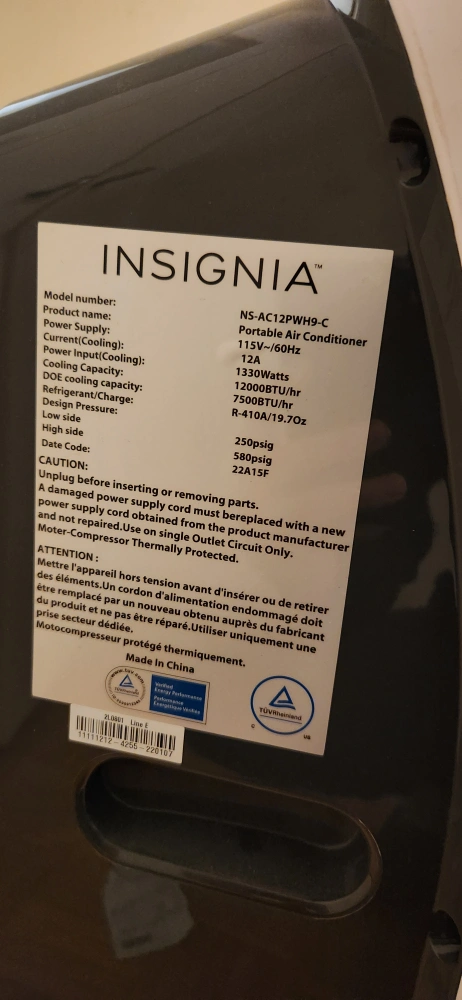 INSIGNIA™
Model number: NS-AC12PWH9-C
Product name: Portable Air Conditioner
Power Supply: 115V~/60Hz
Current(Cooling): 12A
Power Input(Cooling): 1330Watts
Cooling Capacity: 12000BTU/hr
DOE cooling capacity: 7500BTU/hr
Refrigerant/Charge: R-410A/19.7Oz
Design Pressure:
Low side 250psig
High side 580psig
Date Code: 22A15F
CAUTION:
Unplug before inserting or removing parts.
A damaged power supply cord must bereplaced with a new
power supply cord obtained from the product manufacturer
and not repaired.Use on single Outlet Circuit Only.
Moter-Compressor Thermally Protected.
ATTENTION :
Mettre l'appareil hors tension avant d'insérer ou de retirer
des éléments.Un cordon d'alimentation endommagé doit
être remplacé par un nouveau obtenu auprès du fabricant
du produit et ne pas être réparé.Utiliser uniquement une
prise secteur dédiée.
Motocompresseur protégé thermiquement.
Made In China
Verified
Energy Performance
Performance
Énergétique Vérifiée
TÜVRheinland
C US
2L0801 Line E
11111212-4255-220107